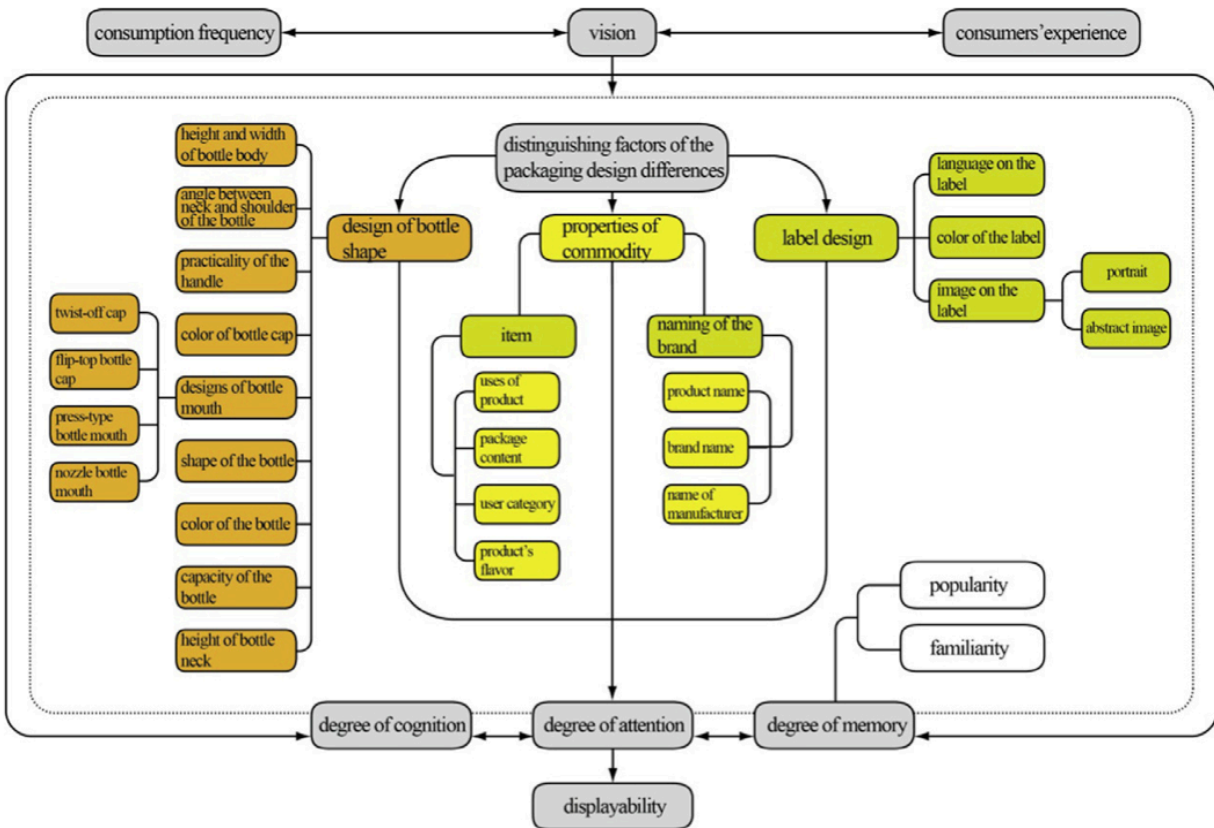 consumption frequency
vision
consumers' experience
distinguishing factors of the
packaging design differences
height and width
of bottle body
angle between
neck and shoulder
of the bottle
practicality of the
handle
color of bottle cap
designs of bottle
mouth
shape of the bottle
color of the bottle
capacity of the
bottle
height of bottle
neck
twist-off cap
flip-top bottle
cap
press-type
bottle mouth
nozzle bottle
mouth
design of bottle
shape
properties of
commodity
label design
item
uses of
product
package
content
user category
product's
flavor
naming of the
brand
product name
brand name
name of
manufacturer
language on the
label
color of the label
image on the
label
portrait
abstract image
popularity
familiarity
degree of cognition
degree of attention
degree of memory
displayability